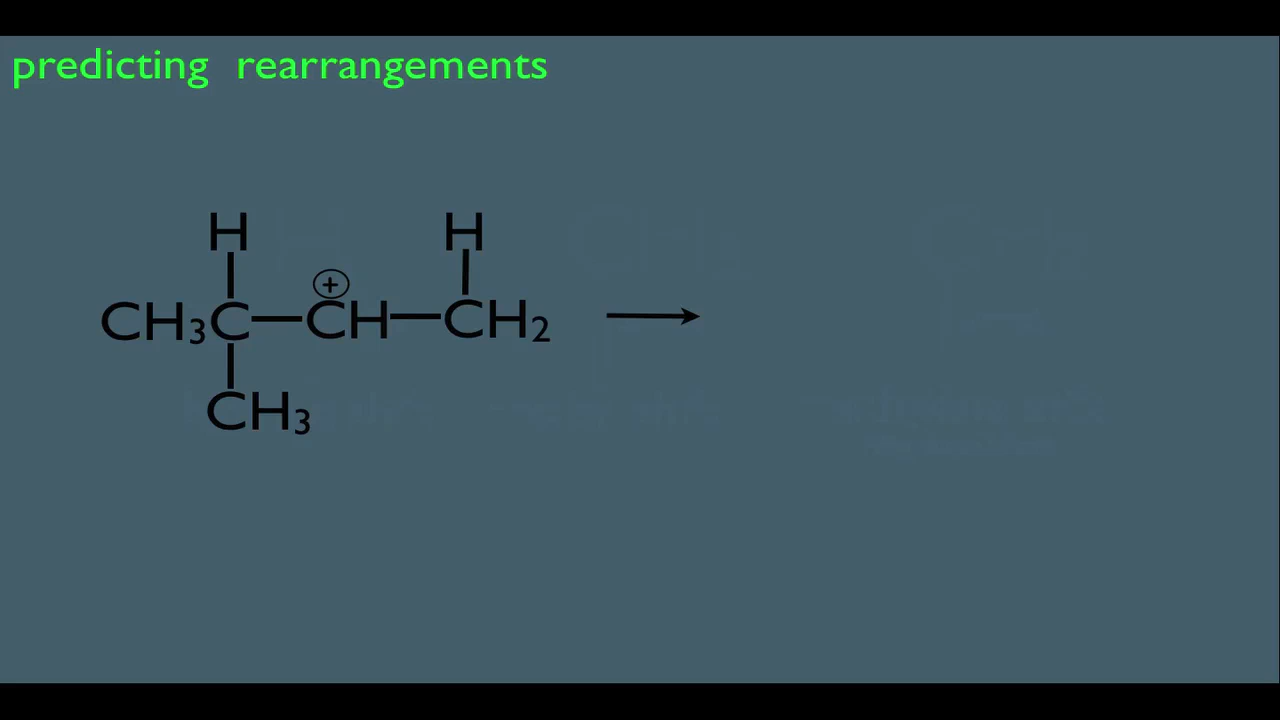 predicting rearrangements
H H
⊕
CH₃C—CH—CH₂ →
CH₃